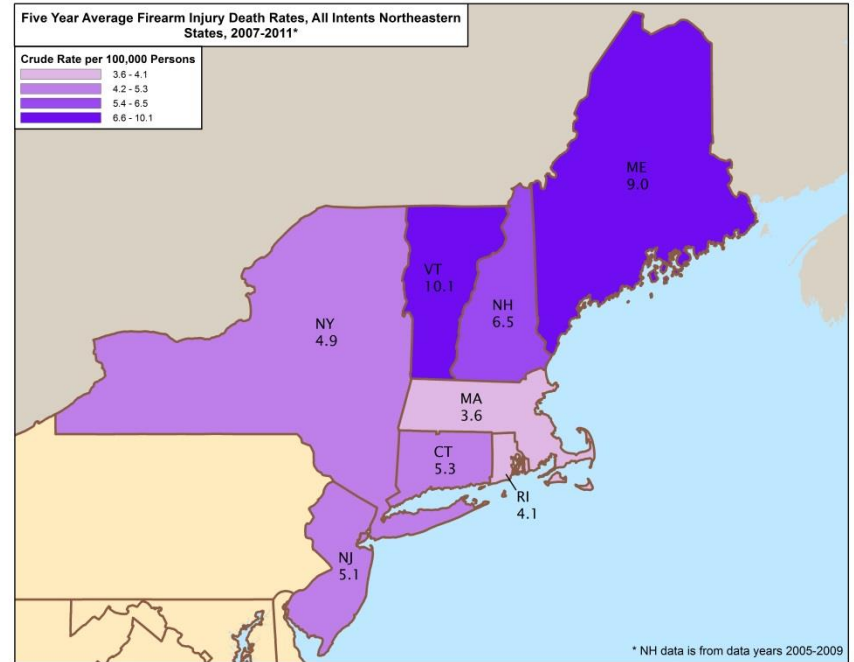 Five Year Average Firearm Injury Death Rates, All Intents Northeastern
States, 2007-2011*
Crude Rate per 100,000 Persons
3.6 - 4.1
4.2 - 5.3
5.4 - 6.5
6.6 - 10.1
ME
9.0
VT
10.1
NH
6.5
NY
4.9
MA
3.6
CT
5.3
RI
4.1
NJ
5.1
* NH data is from data years 2005-2009